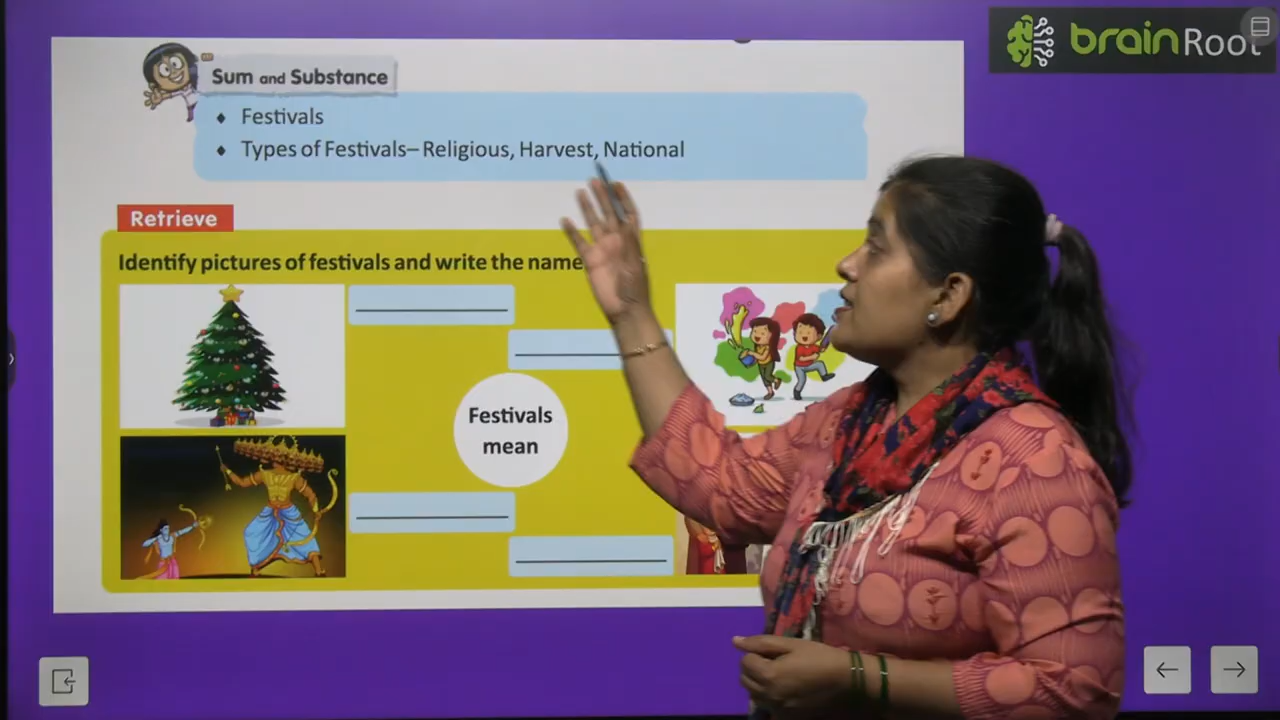 brainRoot
Sum and Substance
Festivals
Types of Festivals– Religious, Harvest, National
Retrieve
Identify pictures of festivals and write the name
Festivals
mean